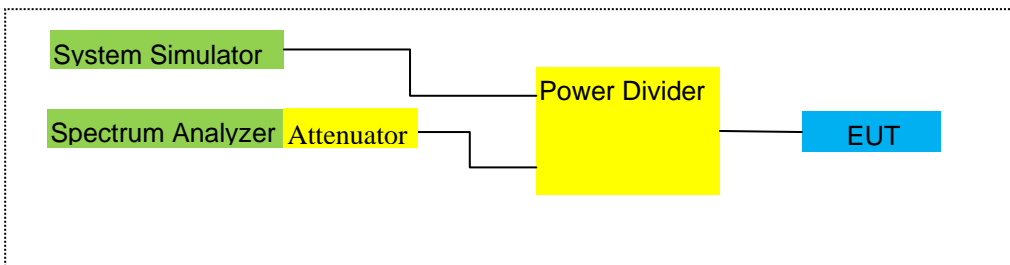 System Simulator
Power Divider
Spectrum Analyzer Attenuator
EUT